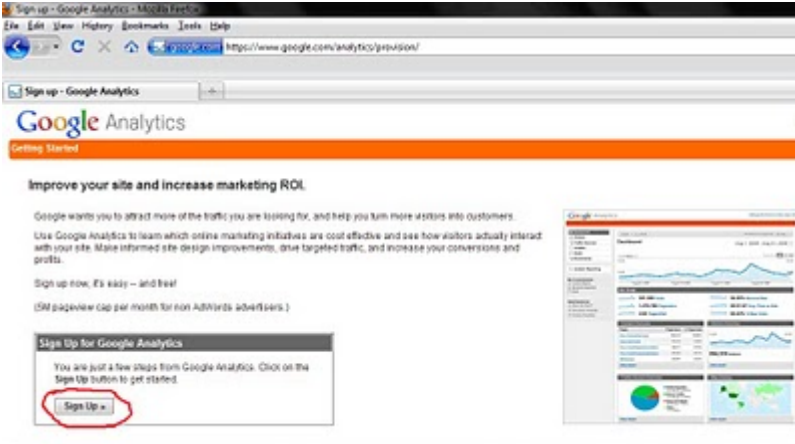 Sign up - Google Analytics - Mozilla Firefox
File Edit View History Bookmarks Tools Help
google.com https://www.google.com/analytics/provision/
Sign up - Google Analytics
Google Analytics
Getting Started
Improve your site and increase marketing ROI.
Google wants you to attract more of the traffic you are looking for, and help you turn more visitors into customers.
Use Google Analytics to learn which online marketing initiatives are cost effective and see how visitors actually interact
with your site. Make informed site design improvements, drive targeted traffic, and increase your conversions and
profits.
Sign up now, it's easy -- and free!
(5M pageview cap per month for non AdWords advertisers.)
Sign Up for Google Analytics
You are just a few steps from Google Analytics. Click on the
Sign Up button to get started.
Sign Up »
Google
Dashboard